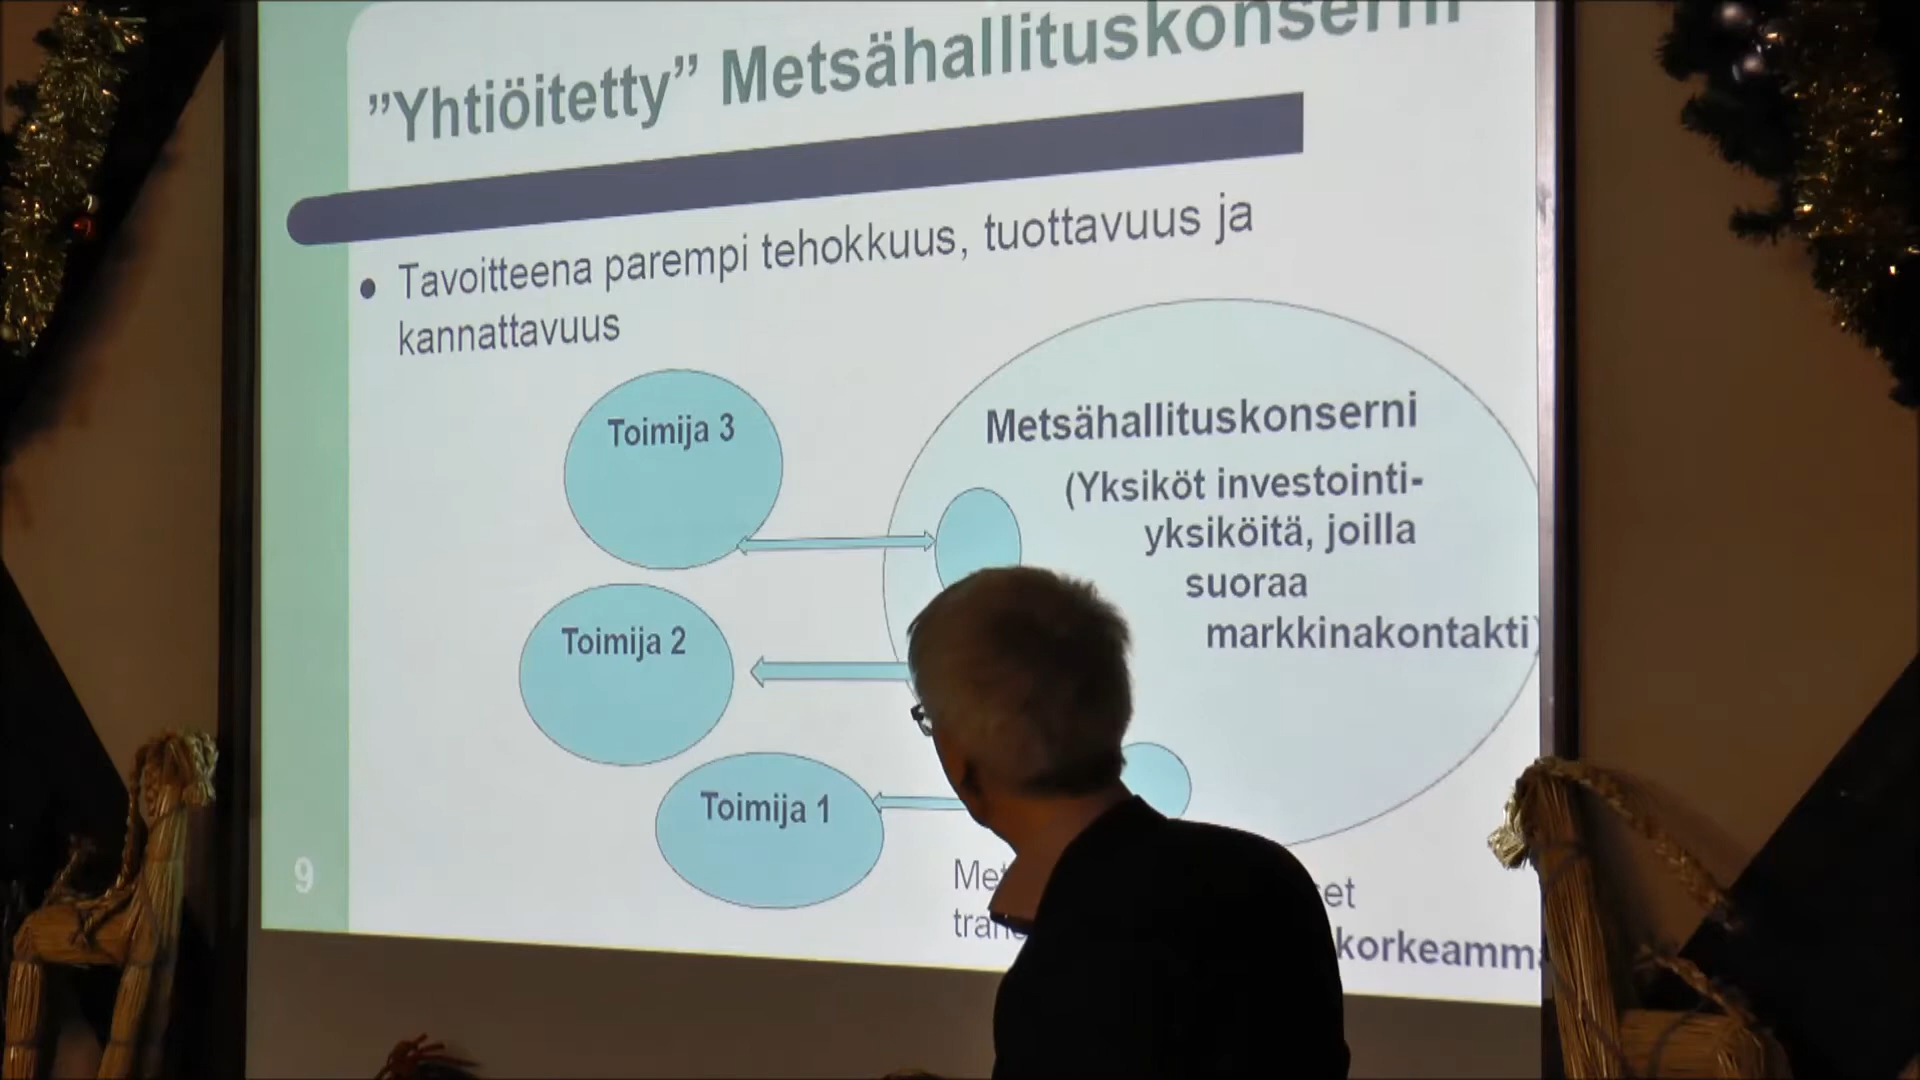 ”Yhtiöitetty” Metsähallituskonserni
Tavoitteena parempi tehokkuus, tuottavuus ja
kannattavuus
Toimija 3
Metsähallituskonserni
(Yksiköt investointi-
yksiköitä, joilla
suoraa
markkinakontakti)
Toimija 2
Toimija 1
9